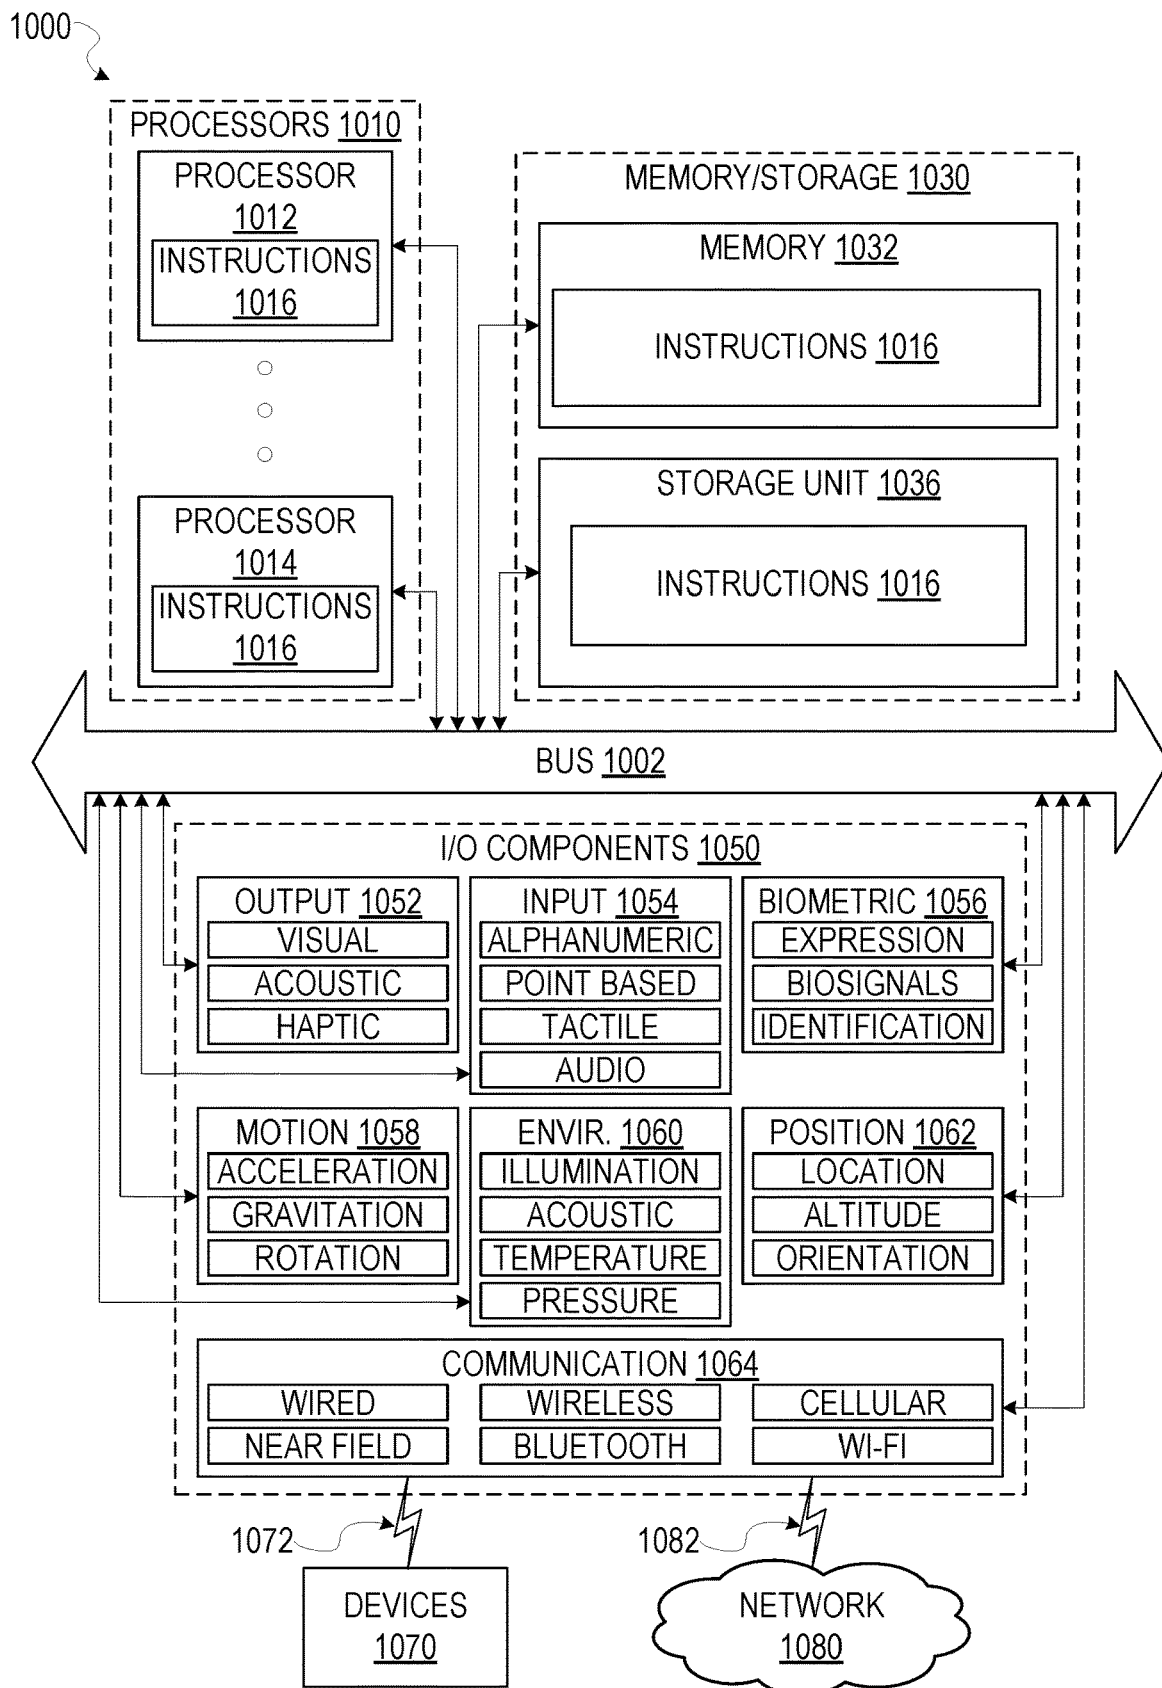 1000
PROCESSORS 1010
PROCESSOR
1012
INSTRUCTIONS
1016
PROCESSOR
1014
INSTRUCTIONS
1016
MEMORY/STORAGE 1030
MEMORY 1032
INSTRUCTIONS 1016
STORAGE UNIT 1036
INSTRUCTIONS 1016
BUS 1002
I/O COMPONENTS 1050
OUTPUT 1052
VISUAL
ACOUSTIC
HAPTIC
INPUT 1054
ALPHANUMERIC
POINT BASED
TACTILE
AUDIO
BIOMETRIC 1056
EXPRESSION
BIOSIGNALS
IDENTIFICATION
MOTION 1058
ACCELERATION
GRAVITATION
ROTATION
ENVIR. 1060
ILLUMINATION
ACOUSTIC
TEMPERATURE
PRESSURE
POSITION 1062
LOCATION
ALTITUDE
ORIENTATION
COMMUNICATION 1064
WIRED
WIRELESS
CELLULAR
NEAR FIELD
BLUETOOTH
WI-FI
1072
1082
DEVICES
1070
NETWORK
1080